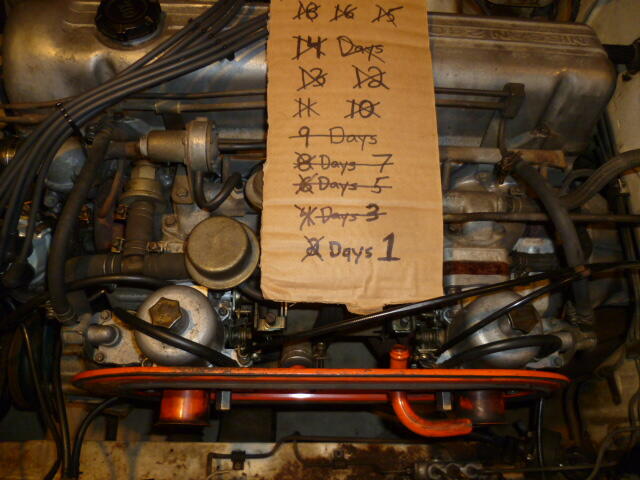 18 16 15
14 Days
13 12
11 10
9 Days
8 Days 7
6 Days 5
4 Days 3
2 Days 1
NISSAN